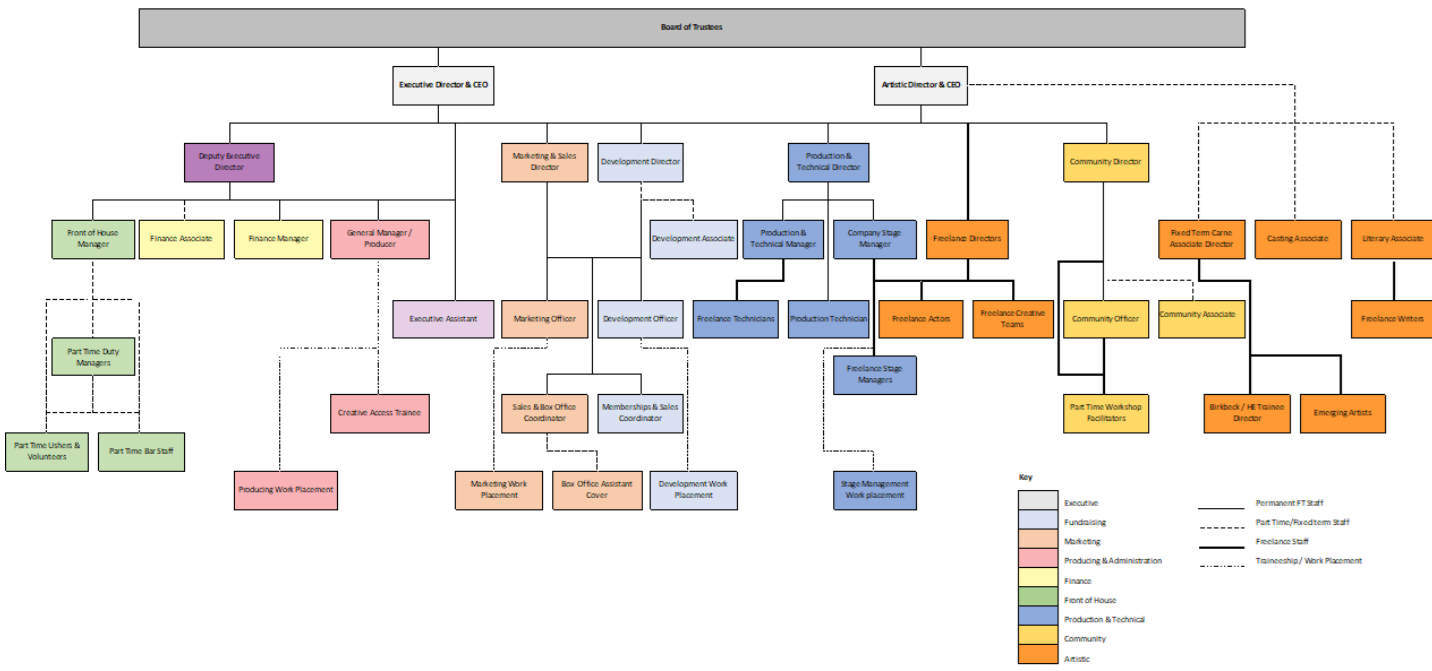 Board of Trustees
Executive Director & CEO
Artistic Director & CEO
Deputy Executive
Director
Marketing & Sales
Director
Development Director
Production &
Technical Director
Community Director
Front of House
Manager
Finance Associate
Finance Manager
General Manager /
Producer
Development Associate
Production &
Technical Manager
Company Stage
Manager
Freelance Directors
Fixed Term Carne
Associate Director
Casting Associate
Literary Associate
Executive Assistant
Marketing Officer
Development Officer
Freelance Technicians
Production Technician
Freelance Actors
Freelance Creative
Teams
Community Officer
Community Associate
Freelance Writers
Part Time Duty
Managers
Freelance Stage
Managers
Creative Access Trainee
Sales & Box Office
Coordinator
Memberships & Sales
Coordinator
Part Time Workshop
Facilitators
Birkbeck / HE Trainee
Director
Emerging Artists
Part Time Ushers &
Volunteers
Part Time Bar Staff
Producing Work Placement
Marketing Work
Placement
Box Office Assistant
Cover
Development Work
Placement
Stage Management
Work placement
Key
Executive
Fundraising
Marketing
Producing & Administration
Finance
Front of House
Production & Technical
Community
Artistic
Permanent FT Staff
Part Time/Fixed term Staff
Freelance Staff
Traineeship / Work Placement